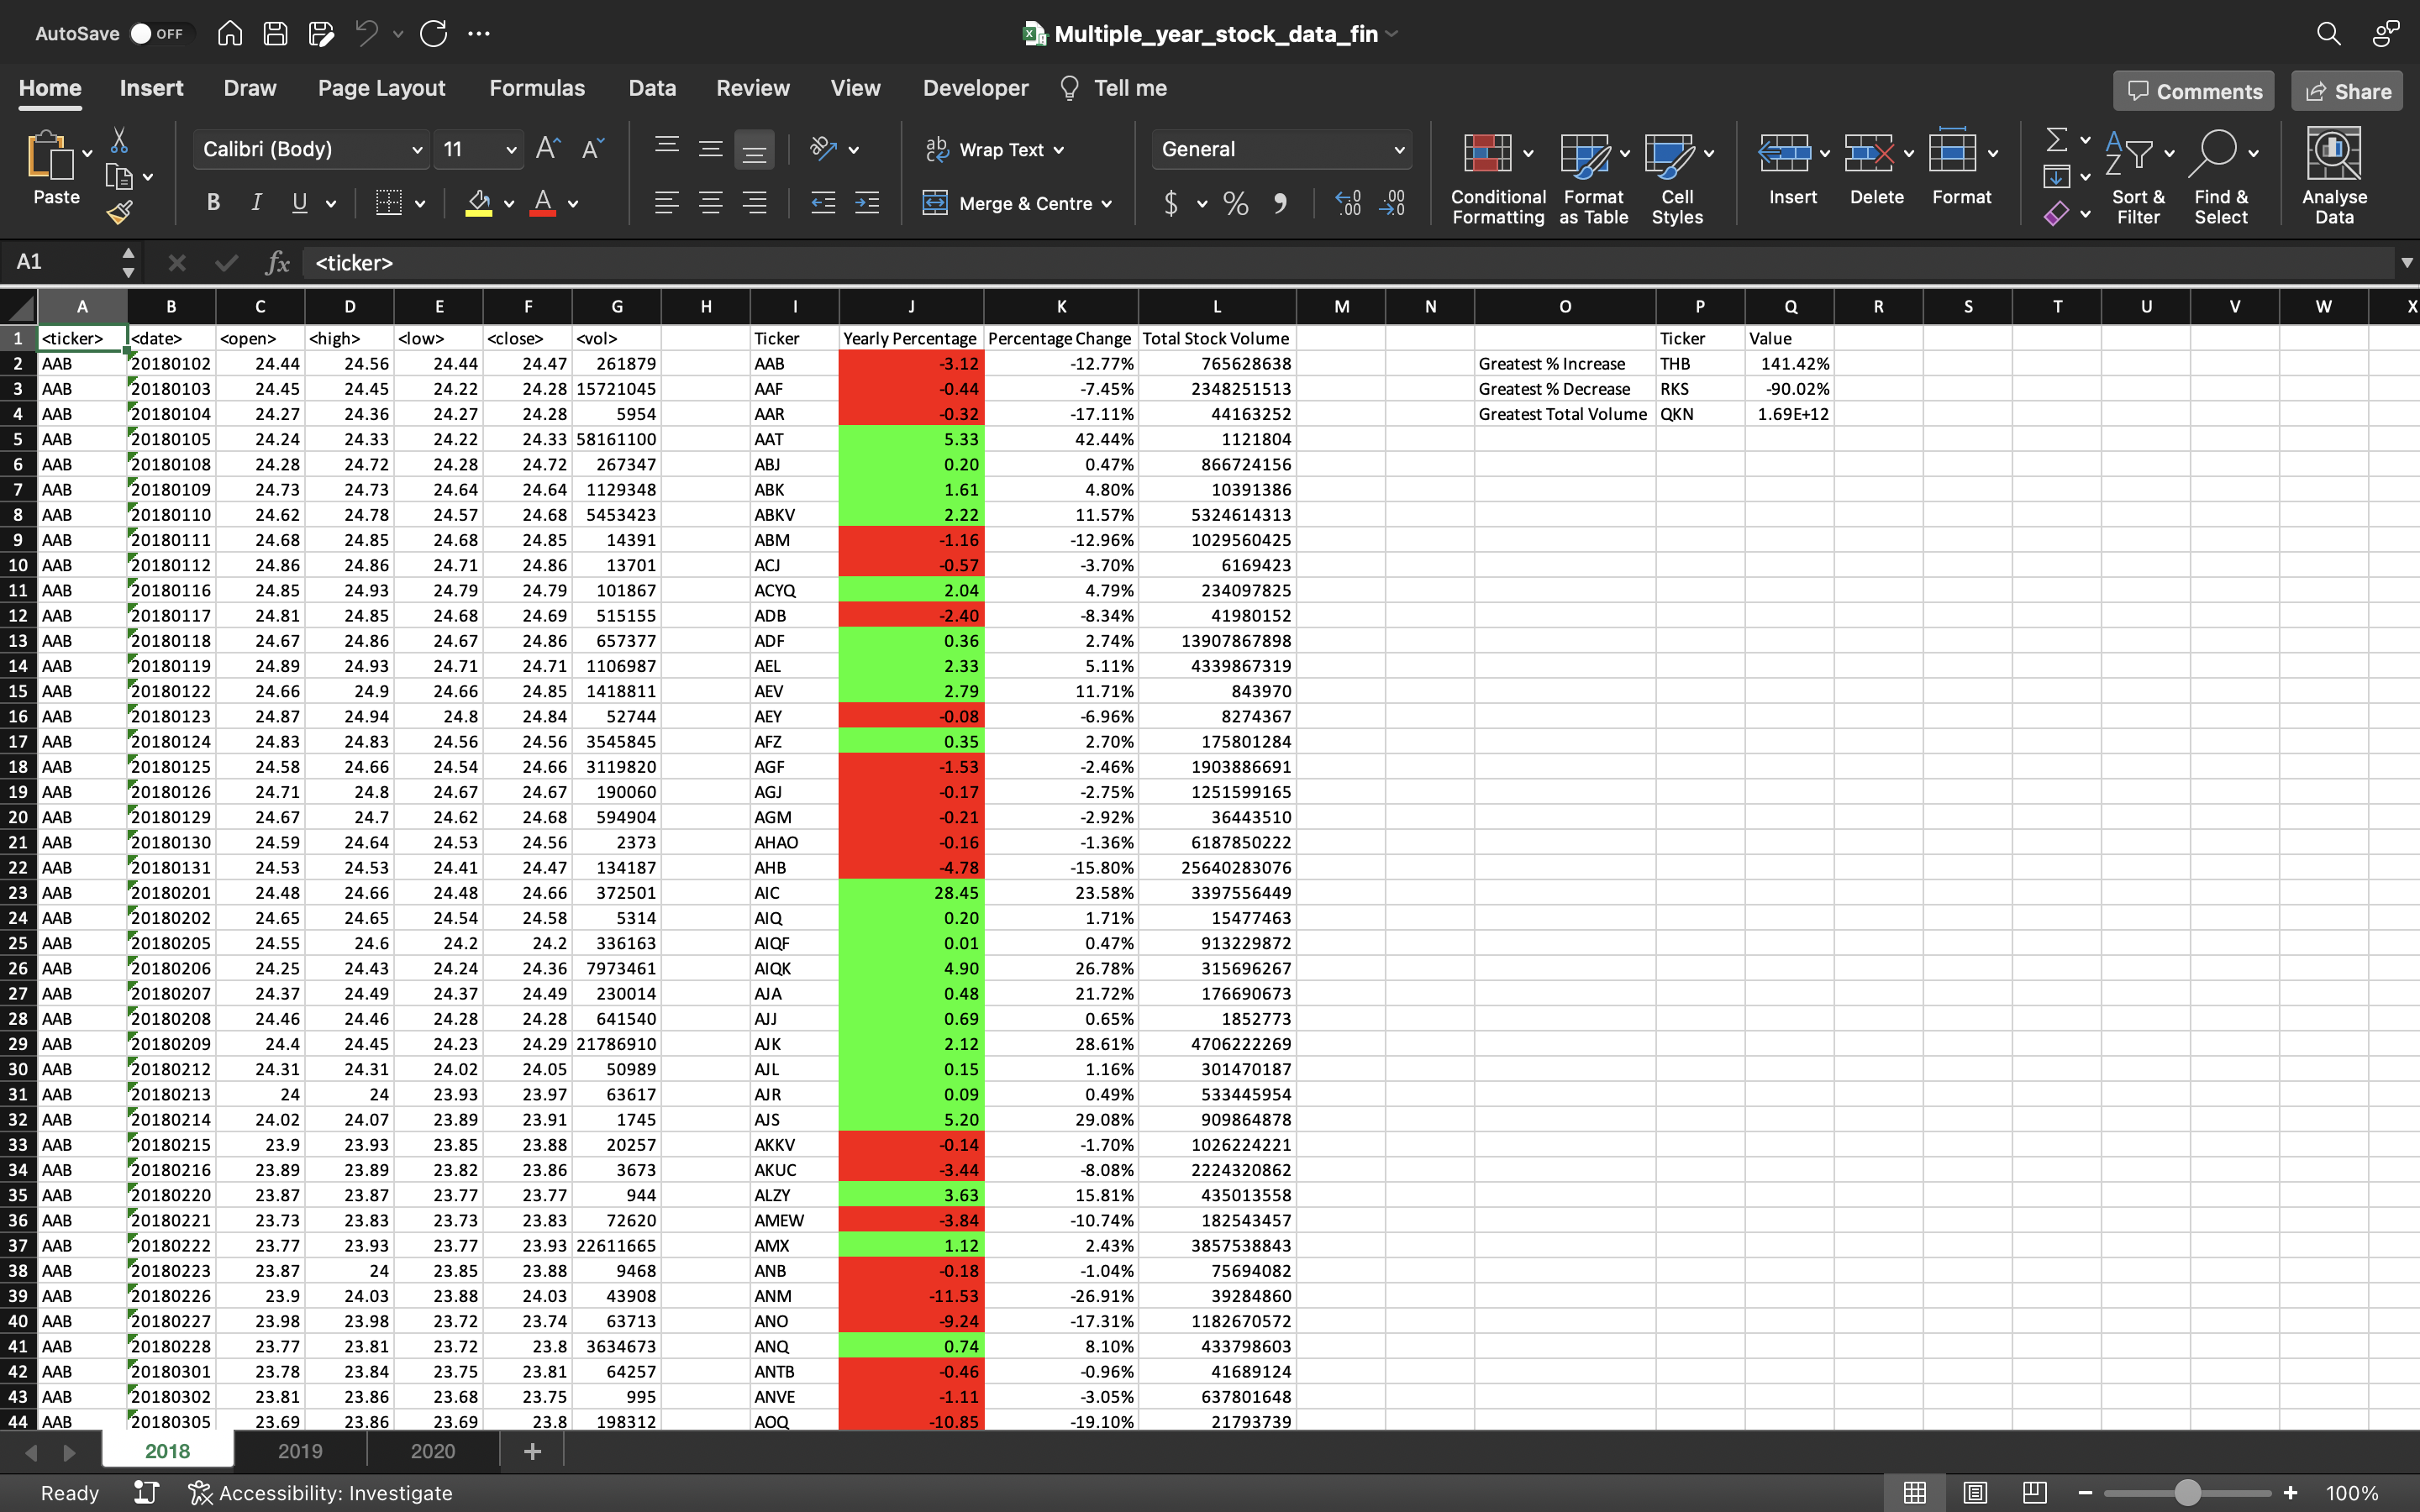 AutoSave OFF Multiple_year_stock_data_fin
Home Insert Draw Page Layout Formulas Data Review View Developer Tell me Comments Share
Paste Calibri (Body) 11 A^ A˅ ab Wrap Text General
B I U A Merge & Centre $ % 9 .00 .00 Conditional Formatting Format as Table Cell Styles Insert Delete Format Sort & Filter Find & Select Analyse Data
A1 fx <ticker>
A B C D E F G H I J K L M N O P Q R S T U V W X
1 <ticker> <date> <open> <high> <low> <close> <vol> Ticker Yearly Percentage Percentage Change Total Stock Volume Ticker Value
2 AAB 20180102 24.44 24.56 24.44 24.47 261879 AAB -3.12 -12.77% 765628638 Greatest % Increase THB 141.42%
3 AAB 20180103 24.45 24.45 24.22 24.28 15721045 AAF -0.44 -7.45% 2348251513 Greatest % Decrease RKS -90.02%
4 AAB 20180104 24.27 24.36 24.27 24.28 5954 AAR -0.32 -17.11% 44163252 Greatest Total Volume QKN 1.69E+12
5 AAB 20180105 24.24 24.33 24.22 24.33 58161100 AAT 5.33 42.44% 1121804
6 AAB 20180108 24.28 24.72 24.28 24.72 267347 ABJ 0.20 0.47% 866724156
7 AAB 20180109 24.73 24.73 24.64 24.64 1129348 ABK 1.61 4.80% 10391386
8 AAB 20180110 24.62 24.78 24.57 24.68 5453423 ABKV 2.22 11.57% 5324614313
9 AAB 20180111 24.68 24.85 24.68 24.85 14391 ABM -1.16 -12.96% 1029560425
10 AAB 20180112 24.86 24.86 24.71 24.86 13701 ACJ -0.57 -3.70% 6169423
11 AAB 20180116 24.85 24.93 24.79 24.79 101867 ACYQ 2.04 4.79% 234097825
12 AAB 20180117 24.81 24.85 24.68 24.69 515155 ADB -2.40 -8.34% 41980152
13 AAB 20180118 24.67 24.86 24.67 24.86 657377 ADF 0.36 2.74% 13907867898
14 AAB 20180119 24.89 24.93 24.71 24.71 1106987 AEL 2.33 5.11% 4339867319
15 AAB 20180122 24.66 24.9 24.66 24.85 1418811 AEV 2.79 11.71% 843970
16 AAB 20180123 24.87 24.94 24.8 24.84 52744 AEY -0.08 -6.96% 8274367
17 AAB 20180124 24.83 24.83 24.56 24.56 3545845 AFZ 0.35 2.70% 175801284
18 AAB 20180125 24.58 24.66 24.54 24.66 3119820 AGF -1.53 -2.46% 1903886691
19 AAB 20180126 24.71 24.8 24.67 24.67 190060 AGJ -0.17 -2.75% 1251599165
20 AAB 20180129 24.67 24.7 24.62 24.68 594904 AGM -0.21 -2.92% 36443510
21 AAB 20180130 24.59 24.64 24.53 24.56 2373 AHAO -0.16 -1.36% 6187850222
22 AAB 20180131 24.53 24.53 24.41 24.47 134187 AHB -4.78 -15.80% 25640283076
23 AAB 20180201 24.48 24.66 24.48 24.66 372501 AIC 28.45 23.58% 3397556449
24 AAB 20180202 24.65 24.65 24.54 24.58 5314 AIQ 0.20 1.71% 15477463
25 AAB 20180205 24.55 24.6 24.2 24.2 336163 AIQF 0.01 0.47% 913229872
26 AAB 20180206 24.25 24.43 24.24 24.36 7973461 AIQK 4.90 26.78% 315696267
27 AAB 20180207 24.37 24.49 24.37 24.49 230014 AJA 0.48 21.72% 176690673
28 AAB 20180208 24.46 24.46 24.28 24.28 641540 AJJ 0.69 0.65% 1852773
29 AAB 20180209 24.4 24.45 24.23 24.29 21786910 AJK 2.12 28.61% 4706222269
30 AAB 20180212 24.31 24.31 24.02 24.05 50989 AJL 0.15 1.16% 301470187
31 AAB 20180213 24 24 23.93 23.97 63617 AJR 0.09 0.49% 533445954
32 AAB 20180214 24.02 24.07 23.89 23.91 1745 AJS 5.20 29.08% 909864878
33 AAB 20180215 23.9 23.93 23.85 23.88 20257 AKKV -0.14 -1.70% 1026224221
34 AAB 20180216 23.89 23.89 23.82 23.86 3673 AKUC -3.44 -8.08% 2224320862
35 AAB 20180220 23.87 23.87 23.77 23.77 944 ALZY 3.63 15.81% 435013558
36 AAB 20180221 23.73 23.83 23.73 23.83 72620 AMEW -3.84 -10.74% 182543457
37 AAB 20180222 23.77 23.93 23.77 23.93 22611665 AMX 1.12 2.43% 3857538843
38 AAB 20180223 23.87 24 23.85 23.88 9468 ANB -0.18 -1.04% 75694082
39 AAB 20180226 23.9 24.03 23.88 24.03 43908 ANM -11.53 -26.91% 39284860
40 AAB 20180227 23.98 23.98 23.72 23.74 63713 ANO -9.24 -17.31% 1182670572
41 AAB 20180228 23.77 23.81 23.72 23.8 3634673 ANQ 0.74 8.10% 433798603
42 AAB 20180301 23.78 23.84 23.75 23.81 64257 ANTB -0.46 -0.96% 41689124
43 AAB 20180302 23.81 23.86 23.68 23.75 995 ANVE -1.11 -3.05% 637801648
44 AAB 20180305 23.69 23.86 23.69 23.8 198312 AOQ -10.85 -19.10% 21793739
2018 2019 2020 +
Ready Accessibility: Investigate 100%